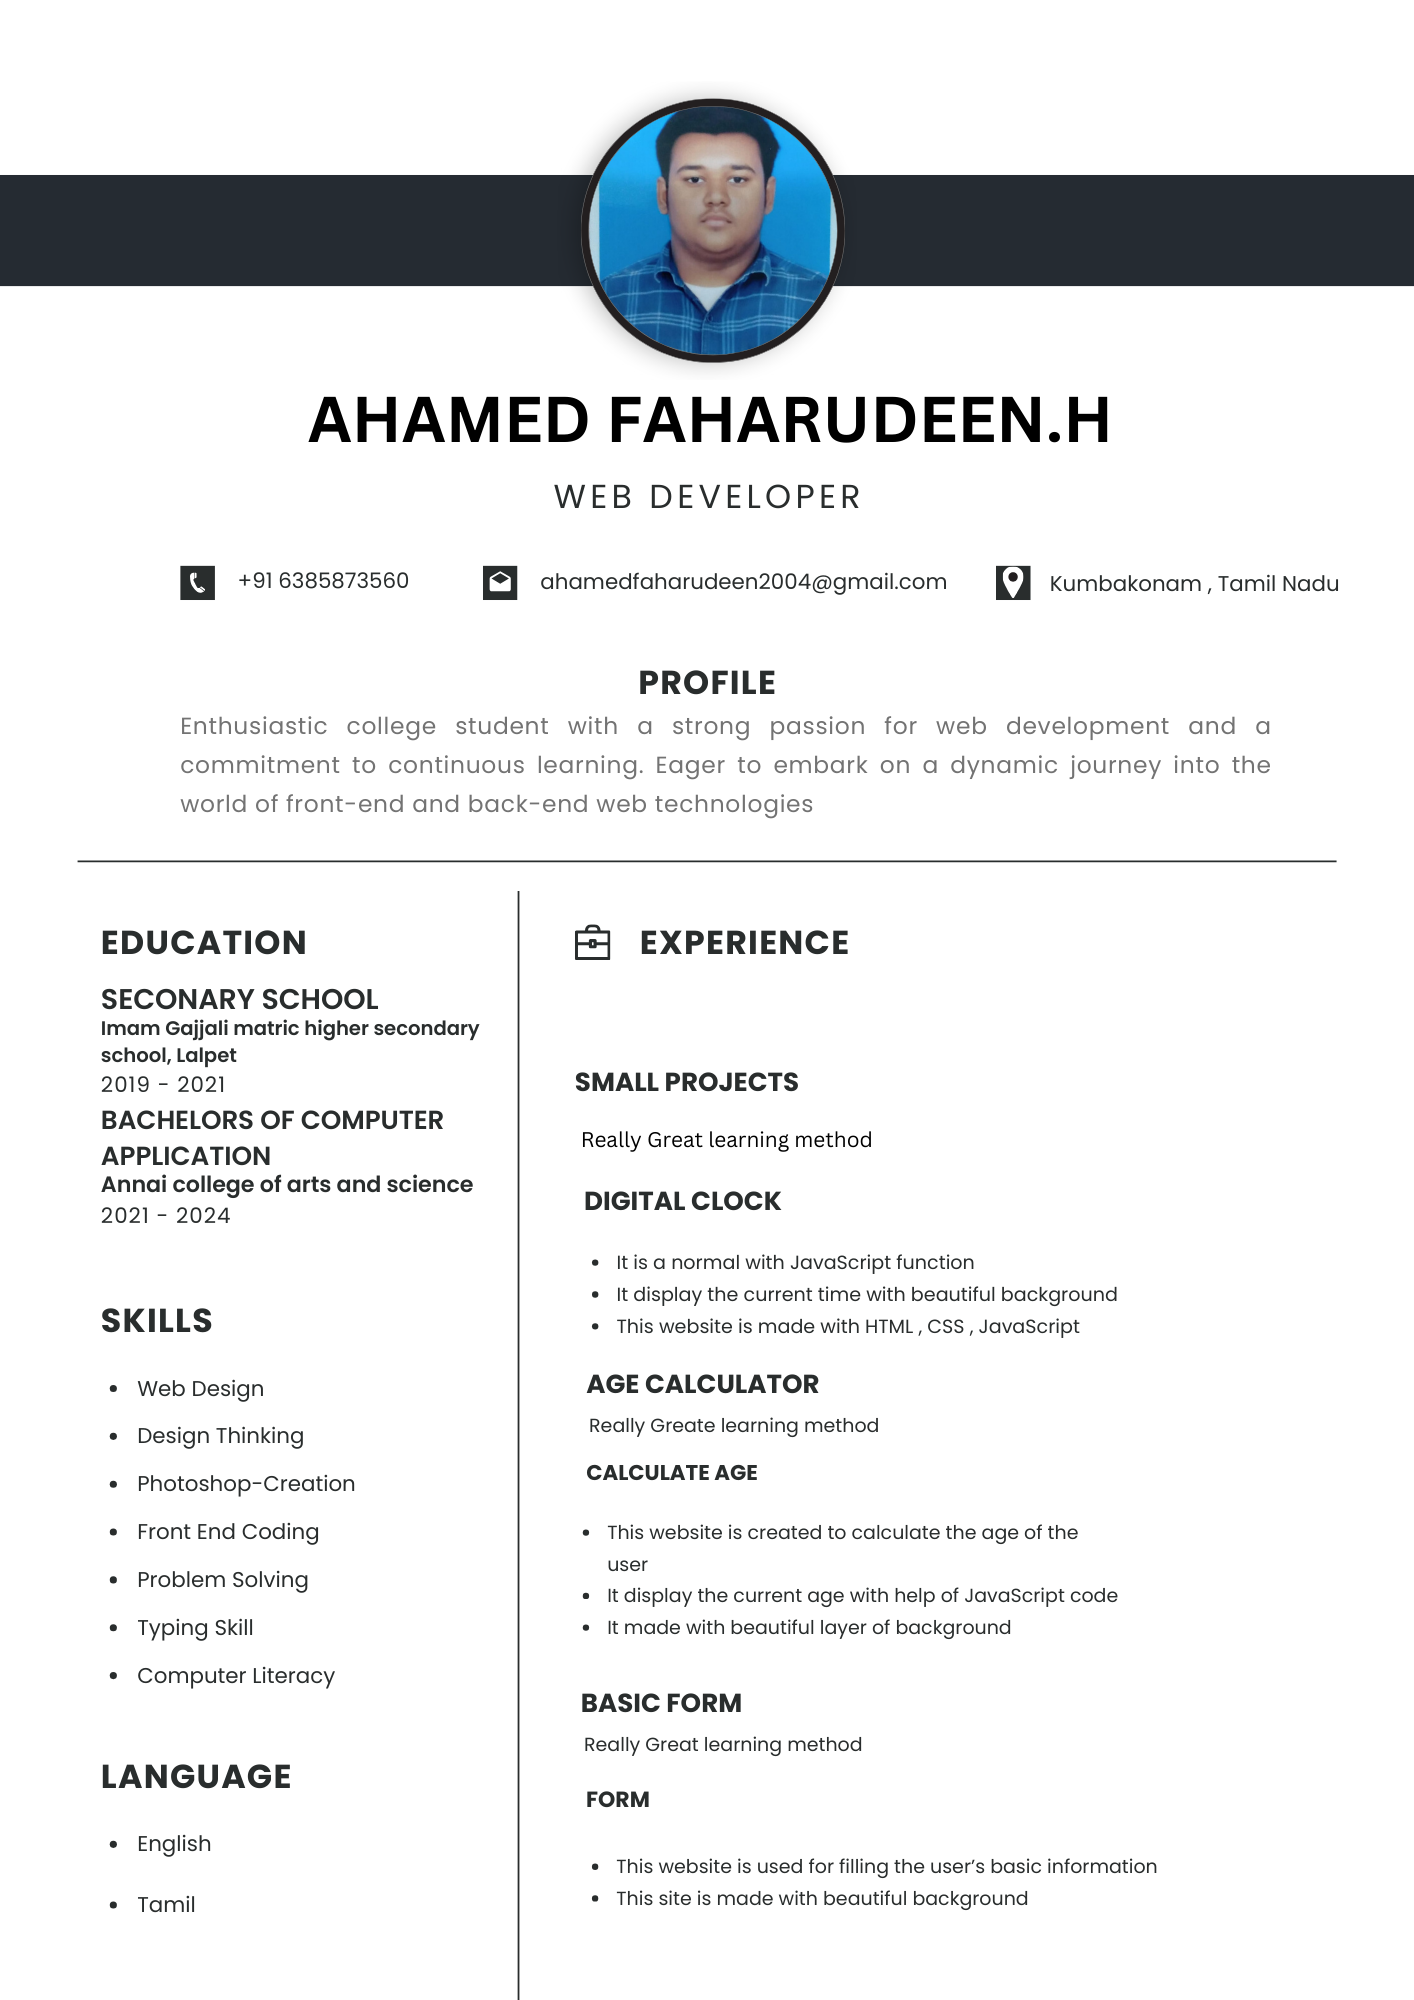 AHAMED FAHARUDEEN.H
WEB DEVELOPER
+91 6385873560
ahamedfaharudeen2004@gmail.com
Kumbakonam , Tamil Nadu
PROFILE
Enthusiastic college student with a strong passion for web development and a
commitment to continuous learning. Eager to embark on a dynamic journey into the
world of front-end and back-end web technologies
EDUCATION
SECONARY SCHOOL
Imam Gajjali matric higher secondary
school, Lalpet
2019 - 2021
BACHELORS OF COMPUTER
APPLICATION
Annai college of arts and science
2021 - 2024
SKILLS
• Web Design
• Design Thinking
• Photoshop-Creation
• Front End Coding
• Problem Solving
• Typing Skill
• Computer Literacy
LANGUAGE
• English
• Tamil
EXPERIENCE
SMALL PROJECTS
Really Great learning method
DIGITAL CLOCK
• It is a normal with JavaScript function
• It display the current time with beautiful background
• This website is made with HTML , CSS , JavaScript
AGE CALCULATOR
Really Greate learning method
CALCULATE AGE
• This website is created to calculate the age of the
user
• It display the current age with help of JavaScript code
• It made with beautiful layer of background
BASIC FORM
Really Great learning method
FORM
• This website is used for filling the user’s basic information
• This site is made with beautiful background